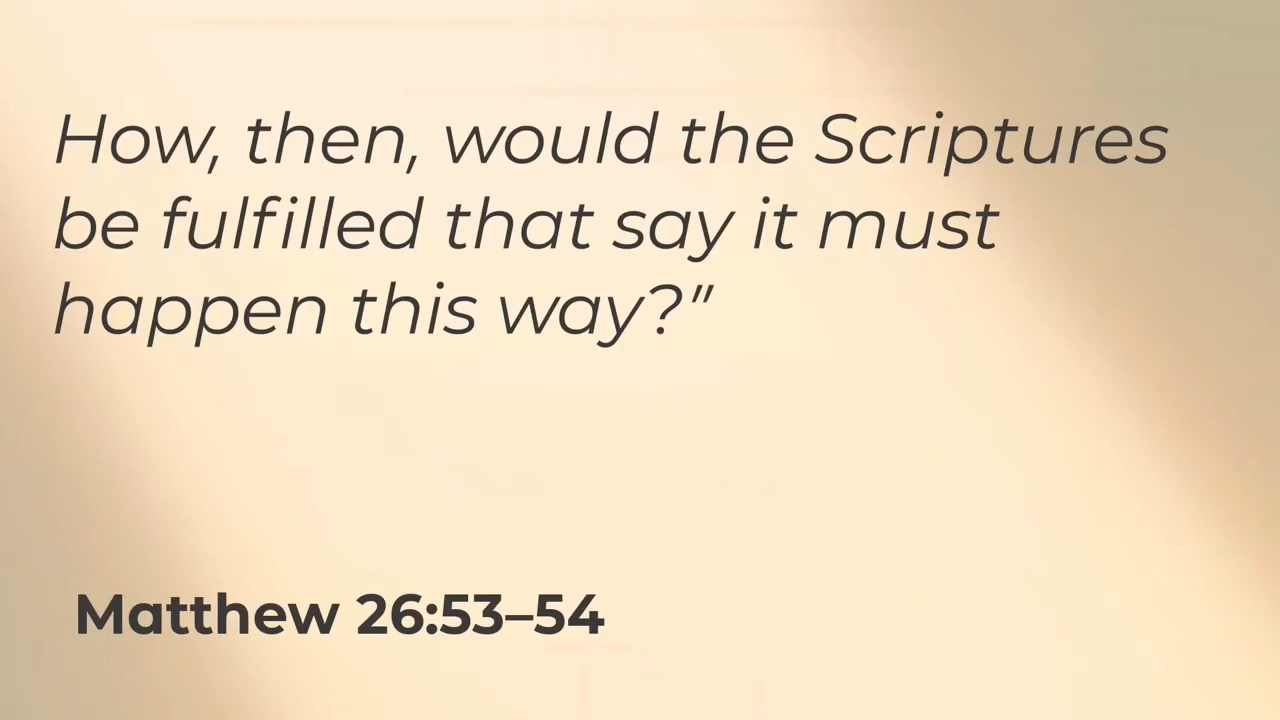 How, then, would the Scriptures
be fulfilled that say it must
happen this way?"
Matthew 26:53–54